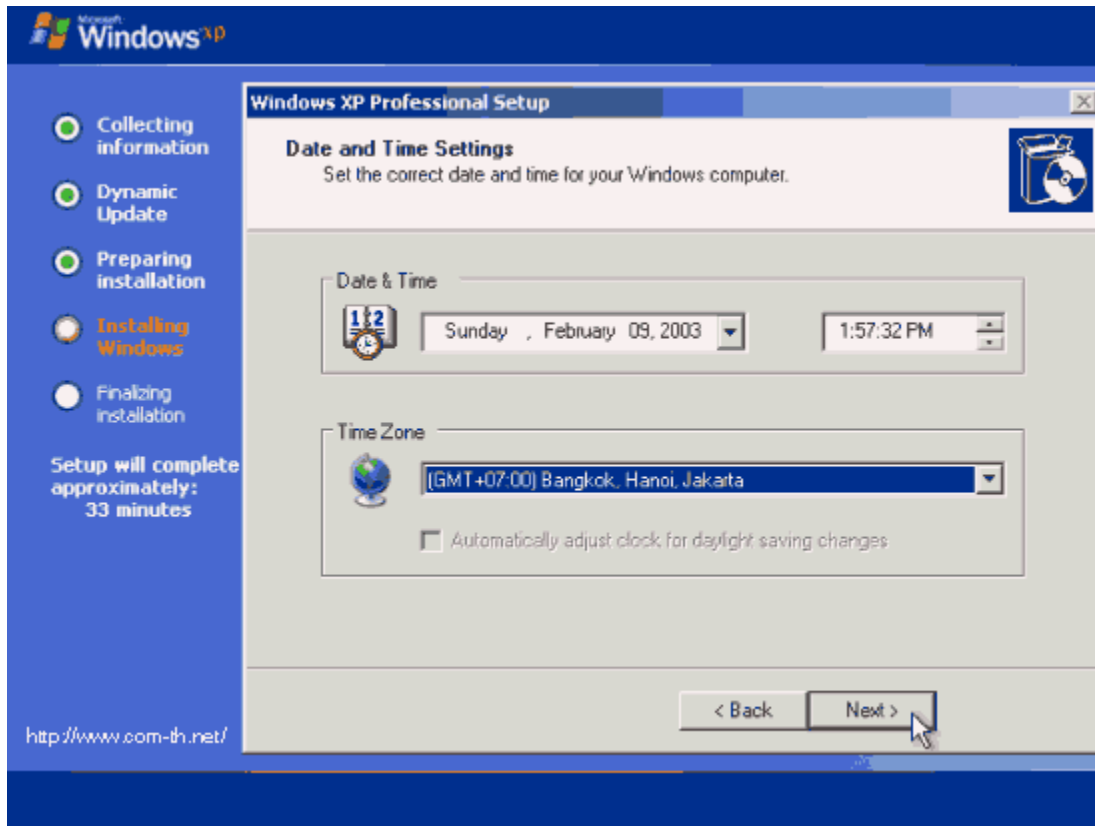 Microsoft
Windows xp
Collecting
information
Dynamic
Update
Preparing
installation
Installing
Windows
Finalizing
installation
Setup will complete
approximately:
33 minutes
http://www.com-th.net/
Windows XP Professional Setup
Date and Time Settings
Set the correct date and time for your Windows computer.
Date & Time
12
Sunday , February 09, 2003
1:57:32 PM
Time Zone
(GMT+07:00) Bangkok, Hanoi, Jakarta
Automatically adjust clock for daylight saving changes
< Back
Next >